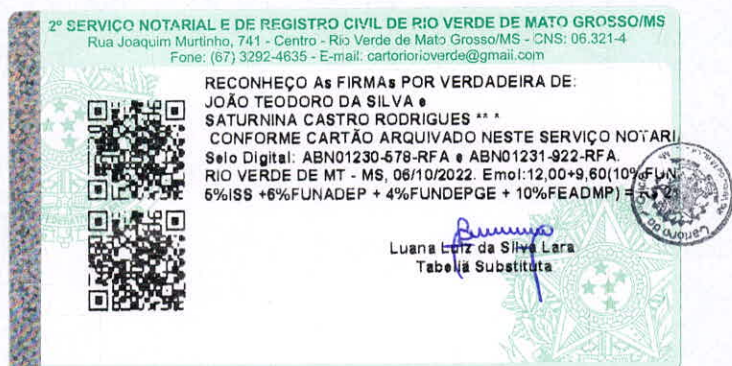 2º SERVIÇO NOTARIAL E DE REGISTRO CIVIL DE RIO VERDE DE MATO GROSSO/MS
Rua Joaquim Murtinho, 741 - Centro - Rio Verde de Mato Grosso/MS - CNS: 06.321-4
Fone: (67) 3292-4635 - E-mail: cartoriorioverde@gmail.com
RECONHEÇO As FIRMAs POR VERDADEIRA DE:
JOÃO TEODORO DA SILVA e
SATURNINA CASTRO RODRIGUES ** *
CONFORME CARTÃO ARQUIVADO NESTE SERVIÇO NOTARI
Selo Digital: ABN01230-578-RFA e ABN01231-922-RFA.
RIO VERDE DE MT - MS, 06/10/2022. Emol:12,00+9,60(10%FUN
5%ISS +6%FUNADEP + 4%FUNDEPGE + 10%FEADMP) =
Luana Luiz da Silva Lara
Tabeliã Substituta
Cartório do